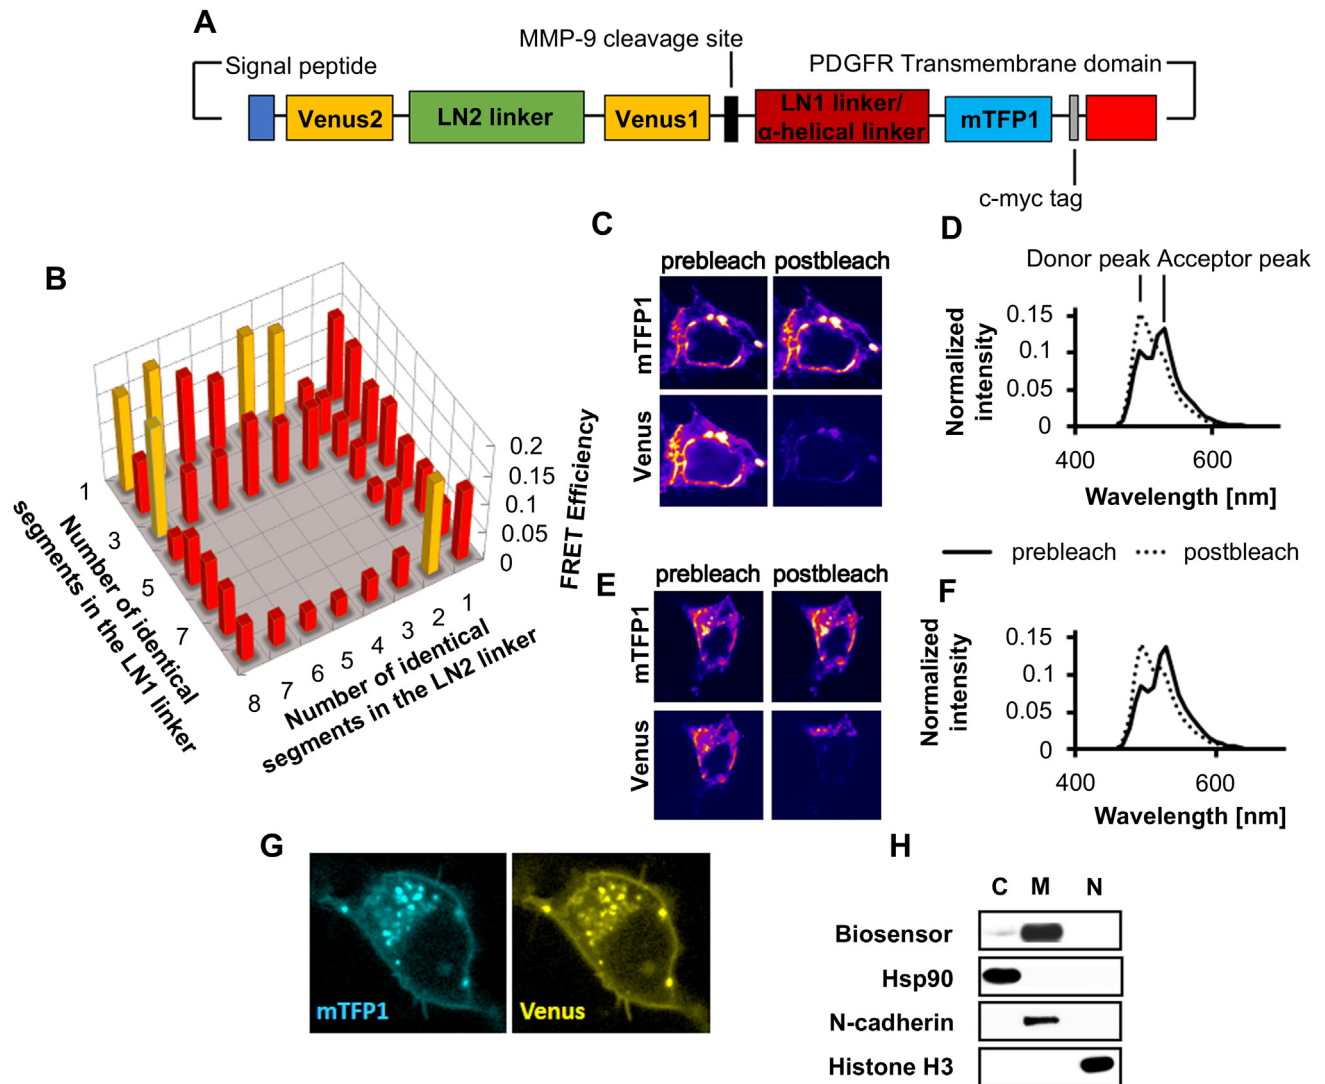 A
MMP-9 cleavage site
Signal peptide
PDGFR Transmembrane domain
Venus2
LN2 linker
Venus1
LN1 linker/
α-helical linker
mTFP1
c-myc tag
B
0.2
0.15
0.1
0.05
0
FRET Efficiency
1
3
5
7
Number of identical
segments in the LN1 linker
8
7
6
5
4
3
2
1
Number of identical
segments in the LN2 linker
C
prebleach
postbleach
mTFP1
Venus
D
Donor peak
Acceptor peak
Normalized
intensity
0.15
0.1
0.05
0
400
600
Wavelength [nm]
prebleach
postbleach
E
prebleach
postbleach
mTFP1
Venus
F
Normalized
intensity
0.15
0.1
0.05
0
400
600
Wavelength [nm]
G
mTFP1
Venus
H
C M N
Biosensor
Hsp90
N-cadherin
Histone H3